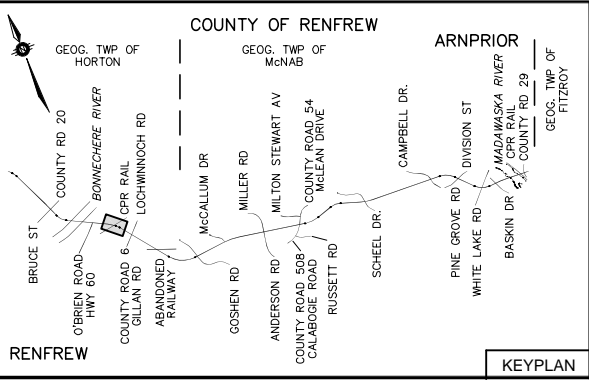 COUNTY OF RENFREW
GEOG. TWP OF
HORTON
GEOG. TWP OF
McNAB
ARNPRIOR
GEOG. TWP OF
FITZROY
COUNTY RD 20
BONNECHERE RIVER
CPR RAIL
LOCHWINNOCH RD
McCALLUM DR
MILLER RD
MILTON STEWART AV
COUNTY ROAD 54
McLEAN DRIVE
CAMPBELL DR.
DIVISION ST
MADAWASKA RIVER
CPR RAIL
COUNTY RD 29
BRUCE ST
O'BRIEN ROAD
HWY 60
COUNTY ROAD 6
GILLAN RD
ABANDONED
RAILWAY
GOSHEN RD
ANDERSON RD
COUNTY ROAD 508
CALABOGIE ROAD
RUSSETT RD
SCHEEL DR.
PINE GROVE RD
WHITE LAKE RD
BASKIN DR
RENFREW
KEYPLAN